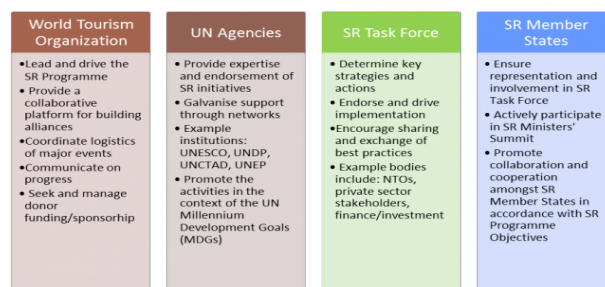 World Tourism
Organization
•Lead and drive the
SR Programme
• Provide a
collaborative
platform for building
alliances
•Coordinate logistics
of major events
•Communicate on
progress
• Seek and manage
donor
funding/sponsorhip
UN Agencies
• Provide expertise
and endorsement of
SR initiatives
• Galvanise support
through networks
• Example
institutions:
UNESCO, UNDP,
UNCTAD, UNEP
• Promote the
activities in the
context of the UN
Millennium
Development Goals
(MDGs)
SR Task Force
• Determine key
strategies and
actions
• Endorse and drive
implementation
•Encourage sharing
and exchange of
best practices
• Example bodies
include: NTOs,
private sector
stakeholders,
finance/investment
SR Member
States
• Ensure
representation and
involvement in SR
Task Force
• Actively participate
in SR Ministers'
Summit
• Promote
collaboration and
cooperation
amongst SR
Member States in
accordance with SR
Programme
Objectives